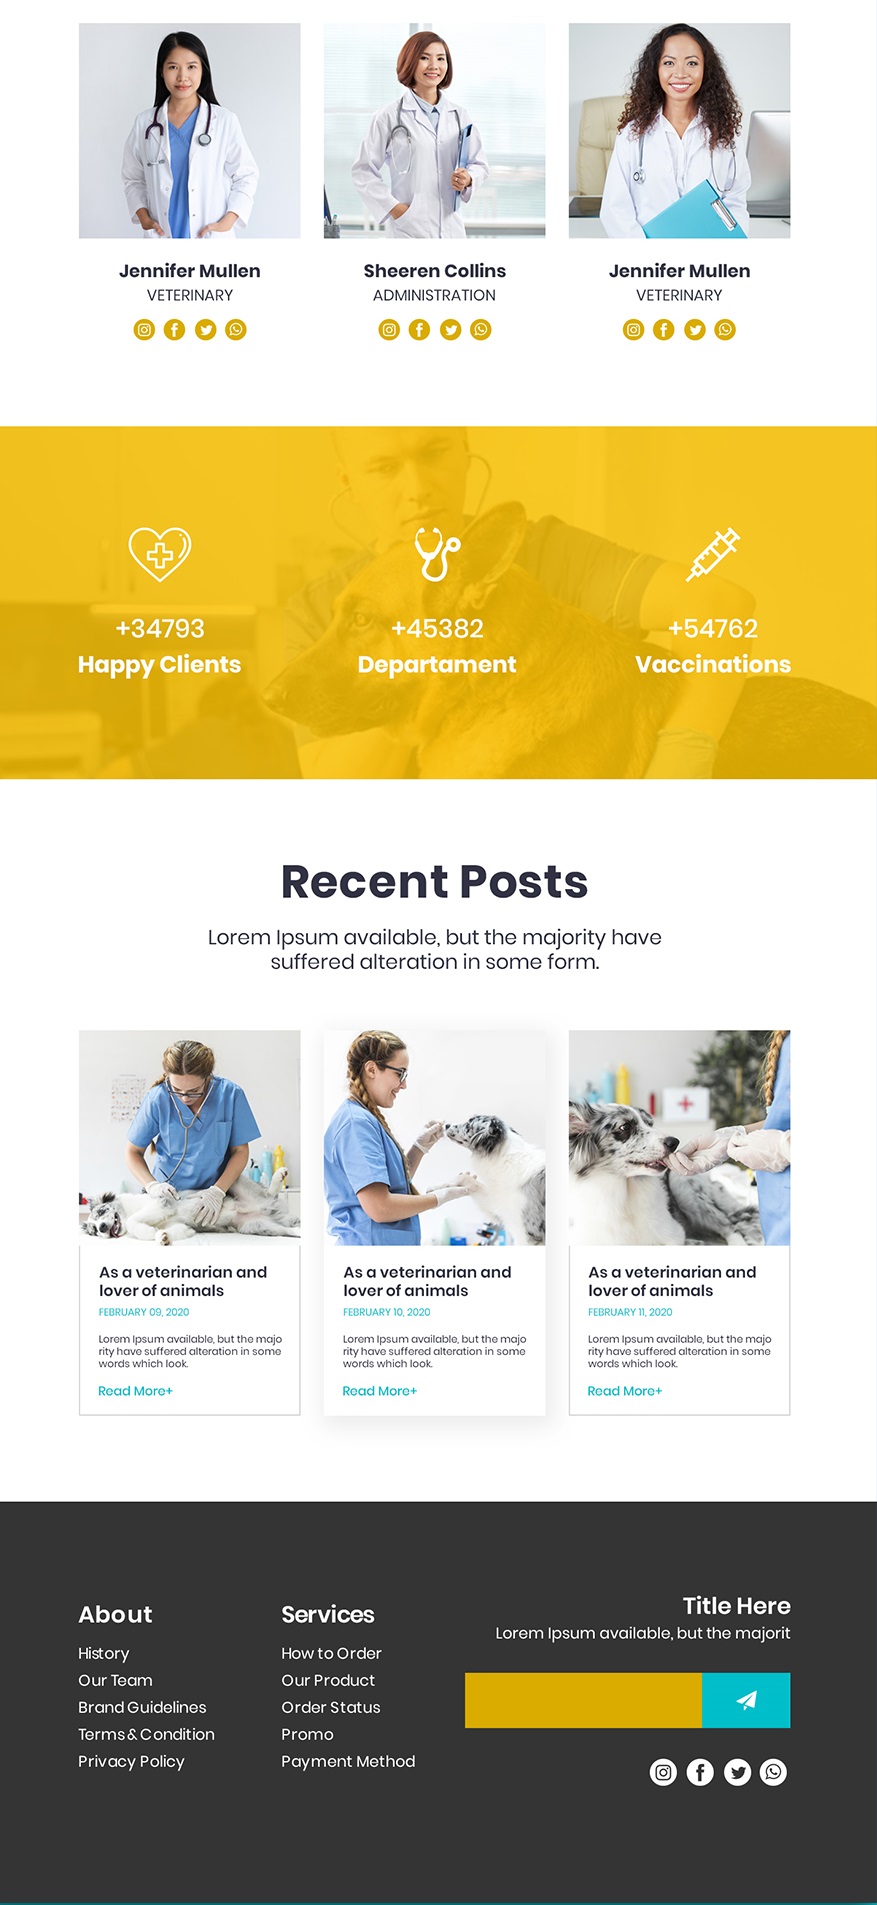 Jennifer Mullen
VETERINARY
Sheeren Collins
ADMINISTRATION
Jennifer Mullen
VETERINARY
+34793
Happy Clients
+45382
Departament
+54762
Vaccinations
Recent Posts
Lorem Ipsum available, but the majority have
suffered alteration in some form.
As a veterinarian and
lover of animals
FEBRUARY 09, 2020
Lorem Ipsum available, but the majo
rity have suffered alteration in some
words which look.
Read More+
As a veterinarian and
lover of animals
FEBRUARY 10, 2020
Lorem Ipsum available, but the majo
rity have suffered alteration in some
words which look.
Read More+
As a veterinarian and
lover of animals
FEBRUARY 11, 2020
Lorem Ipsum available, but the majo
rity have suffered alteration in some
words which look.
Read More+
About
History
Our Team
Brand Guidelines
Terms & Condition
Privacy Policy
Services
How to Order
Our Product
Order Status
Promo
Payment Method
Title Here
Lorem Ipsum available, but the majorit